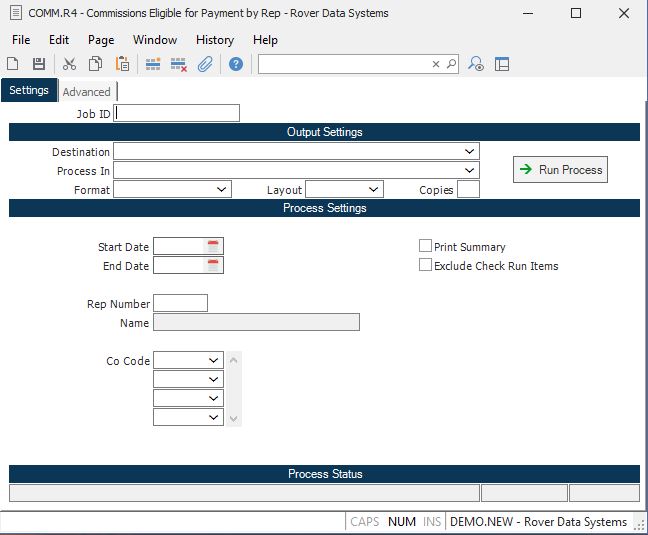 COMM.R4 - Commissions Eligible for Payment by Rep - Rover Data Systems
File Edit Page Window History Help
Settings Advanced
Job ID
Output Settings
Destination
Process In
Run Process
Format Layout Copies
Process Settings
Start Date
Print Summary
End Date
Exclude Check Run Items
Rep Number
Name
Co Code
Process Status
CAPS NUM INS DEMO.NEW - Rover Data Systems